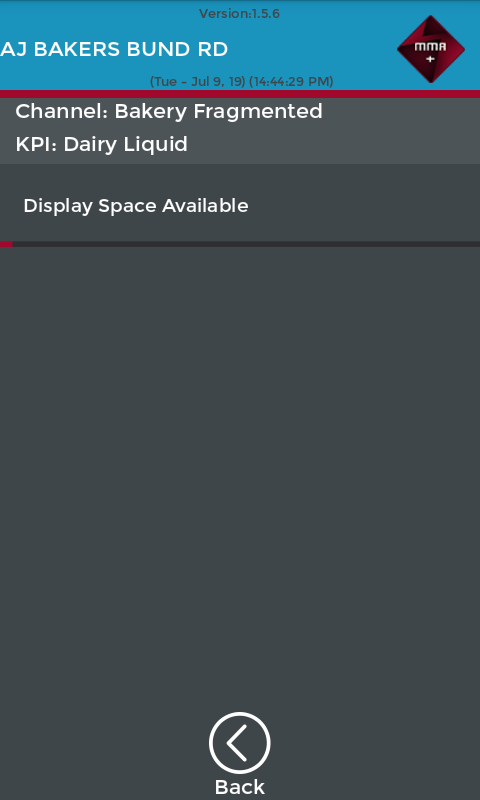 Version:1.5.6
AJ BAKERS BUND RD
MMA
+
(Tue - Jul 9, 19) (14:44:29 PM)
Channel: Bakery Fragmented
KPI: Dairy Liquid
Display Space Available
Back